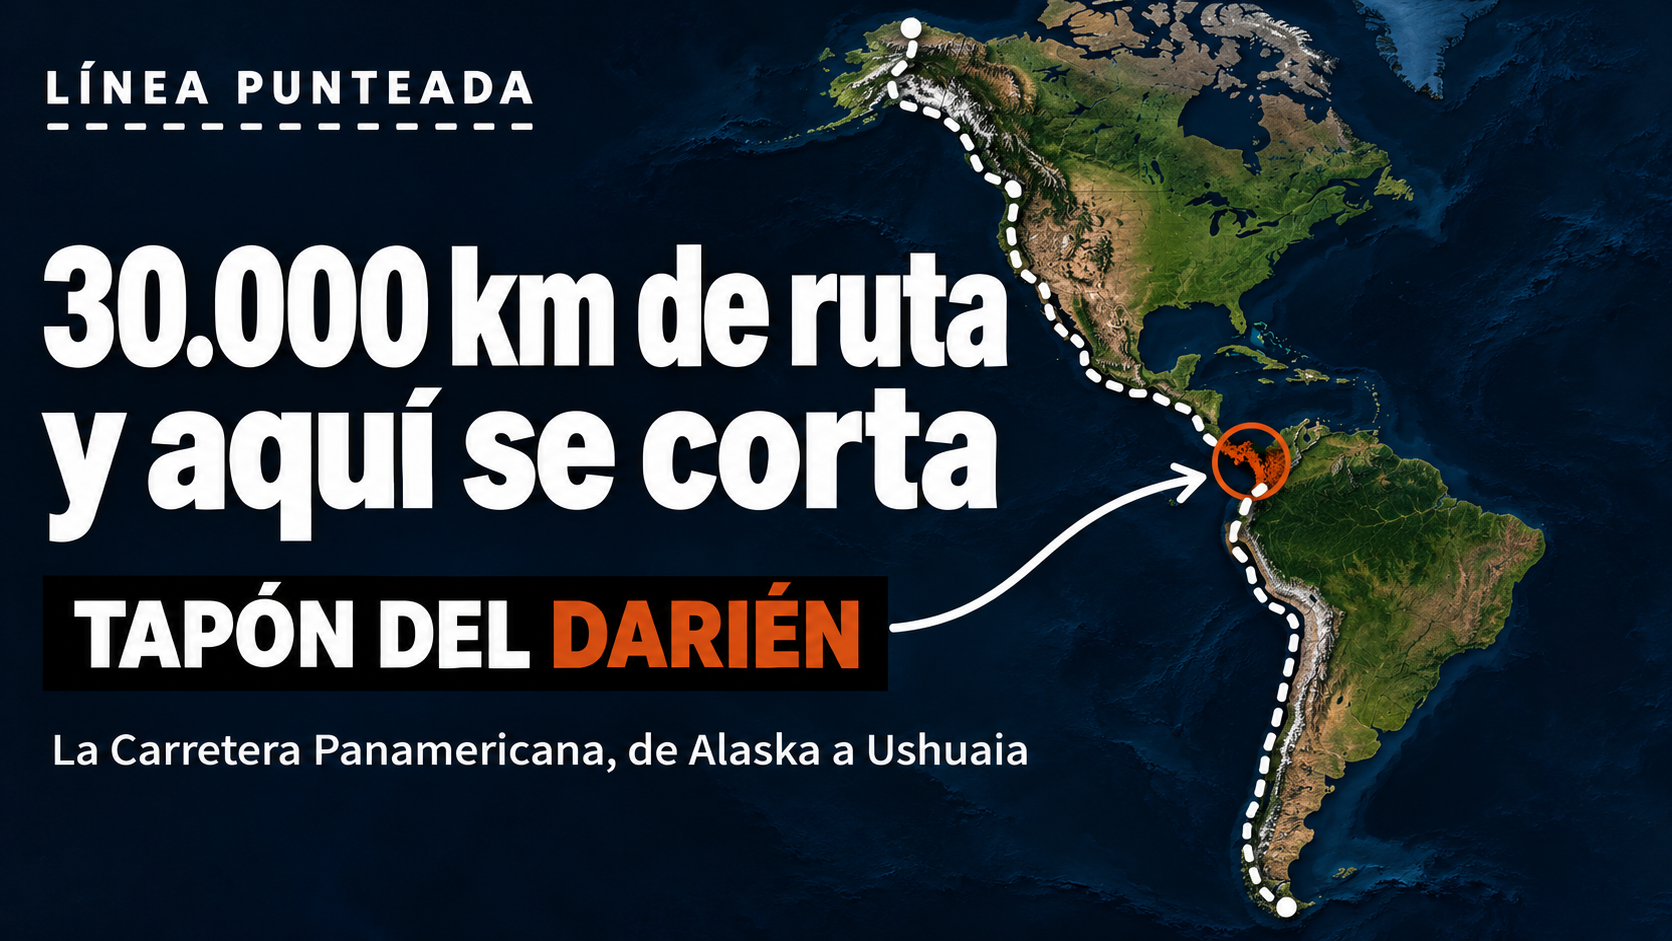 LÍNEA PUNTEADA
30.000 km de ruta
y aquí se corta
TAPÓN DEL DARIÉN
La Carretera Panamericana, de Alaska a Ushuaia